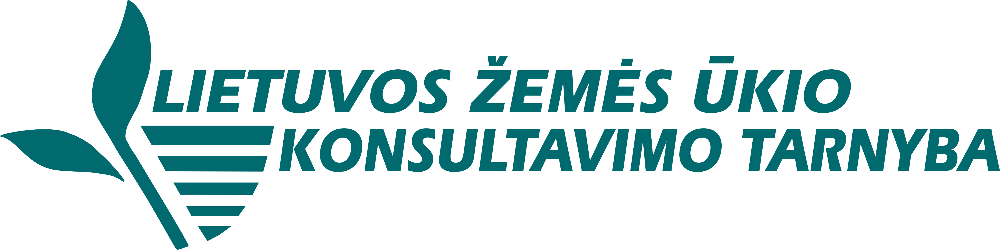 LIETUVOS ŽEMĖS ŪKIO
KONSULTAVIMO TARNYBA